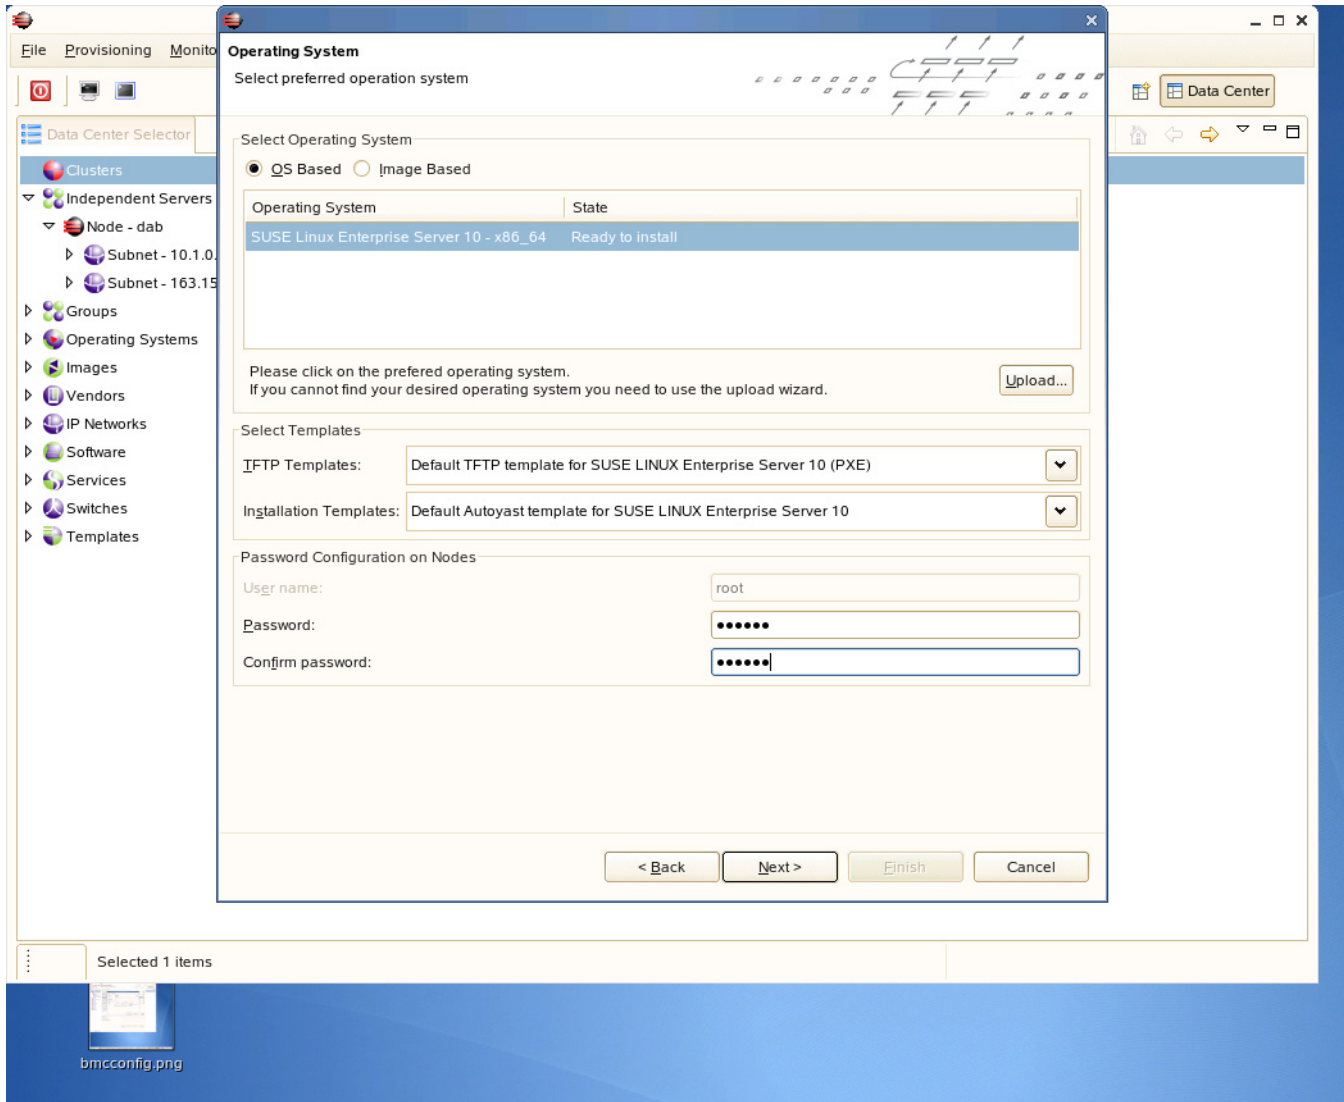 File Provisioning Monito
Data Center
Data Center Selector
Clusters
Independent Servers
Node - dab
Subnet - 10.1.0.
Subnet - 163.15
Groups
Operating Systems
Images
Vendors
IP Networks
Software
Services
Switches
Templates
Operating System
Select preferred operation system
Select Operating System
OS Based Image Based
Operating System State
SUSE Linux Enterprise Server 10 - x86_64 Ready to install
Please click on the prefered operating system.
If you cannot find your desired operating system you need to use the upload wizard.
Upload...
Select Templates
TFTP Templates: Default TFTP template for SUSE LINUX Enterprise Server 10 (PXE)
Installation Templates: Default Autoyast template for SUSE LINUX Enterprise Server 10
Password Configuration on Nodes
User name: root
Password: ●●●●●●
Confirm password: ●●●●●●
< Back Next > Finish Cancel
Selected 1 items
bmcconfig.png